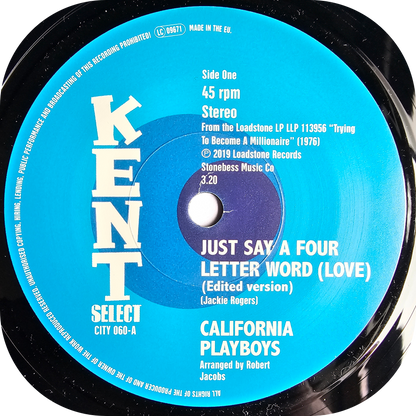 UNAUTHORISED COPYING, HIRING, LENDING, PUBLIC PERFORMANCE AND BROADCASTING OF THIS RECORDING PROHIBITED!
LC 09671
MADE IN THE EU.
KENT
SELECT
CITY 060-A
Side One
45 rpm
Stereo
From the Loadstone LP LLP 113956 “Trying
To Become A Millionaire” (1976)
℗ 2019 Loadstone Records
Stonebess Music Co
3.20
JUST SAY A FOUR
LETTER WORD (LOVE)
(Edited version)
(Jackie Rogers)
CALIFORNIA
PLAYBOYS
Arranged by Robert
Jacobs
ALL RIGHTS OF THE PRODUCER AND OF THE OWNER OF THE WORK REPRODUCED RESERVED.